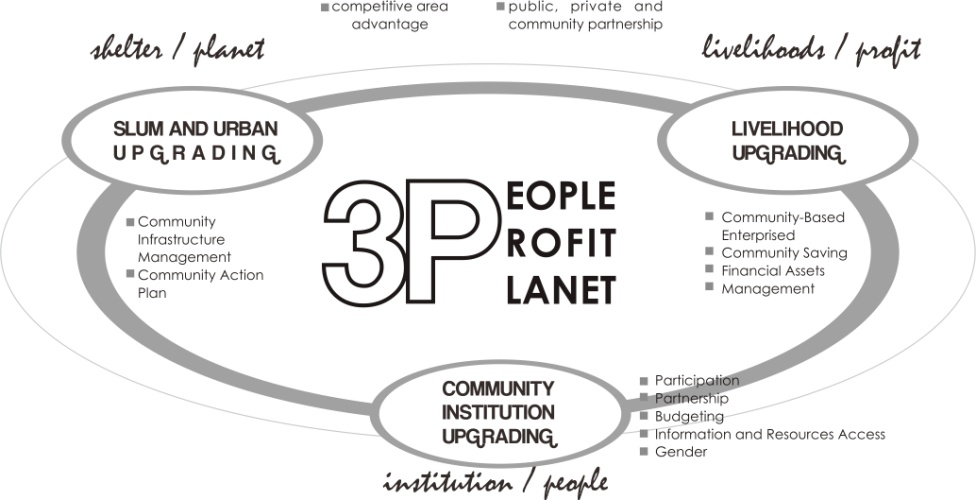 competitive area
advantage
public, private and
community partnership
shelter / planet
livelihoods / profit
SLUM AND URBAN
UPGRADING
LIVELIHOOD
UPGRADING
Community
Infrastructure
Management
Community Action
Plan
3P
EOPLE
ROFIT
LANET
Community-Based
Enterprised
Community Saving
Financial Assets
Management
COMMUNITY
INSTITUTION
UPGRADING
Participation
Partnership
Budgeting
Information and Resources Access
Gender
institution / people